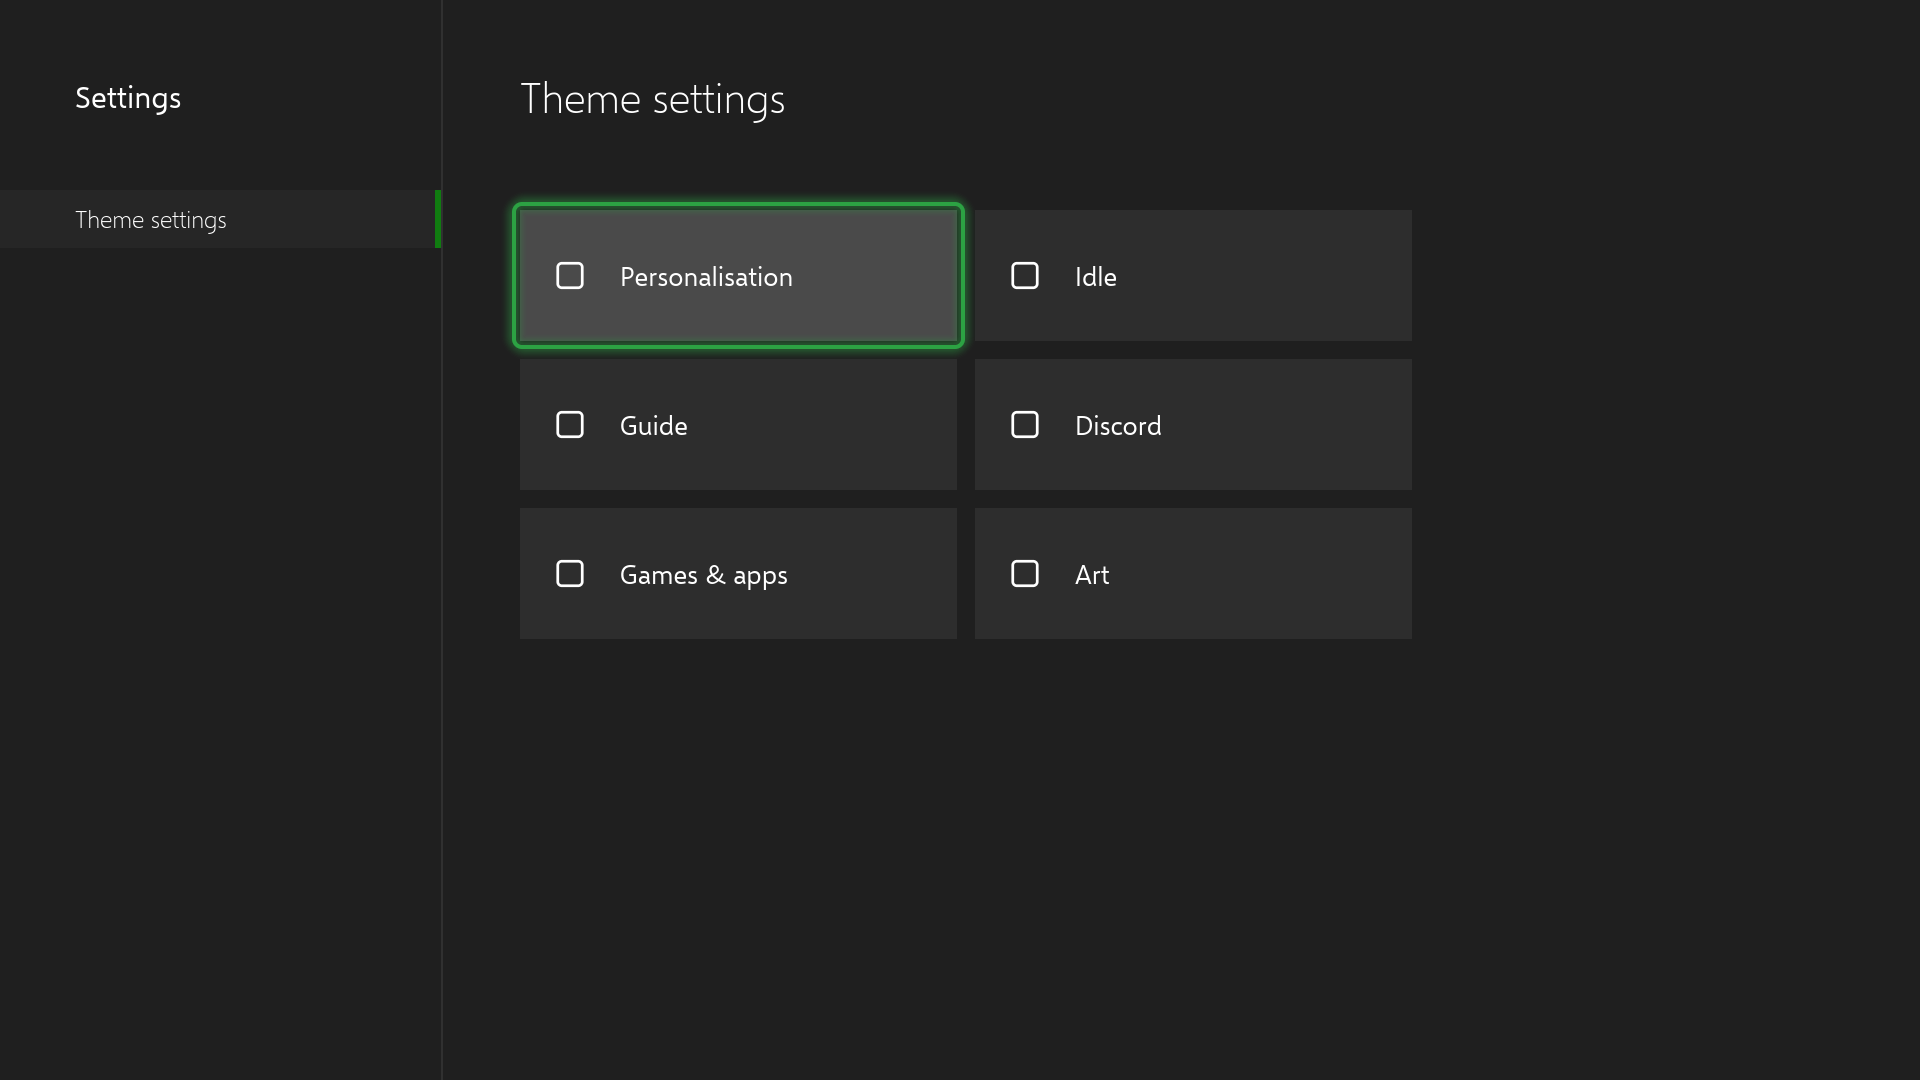 Settings
Theme settings
Theme settings
Personalisation
Idle
Guide
Discord
Games & apps
Art